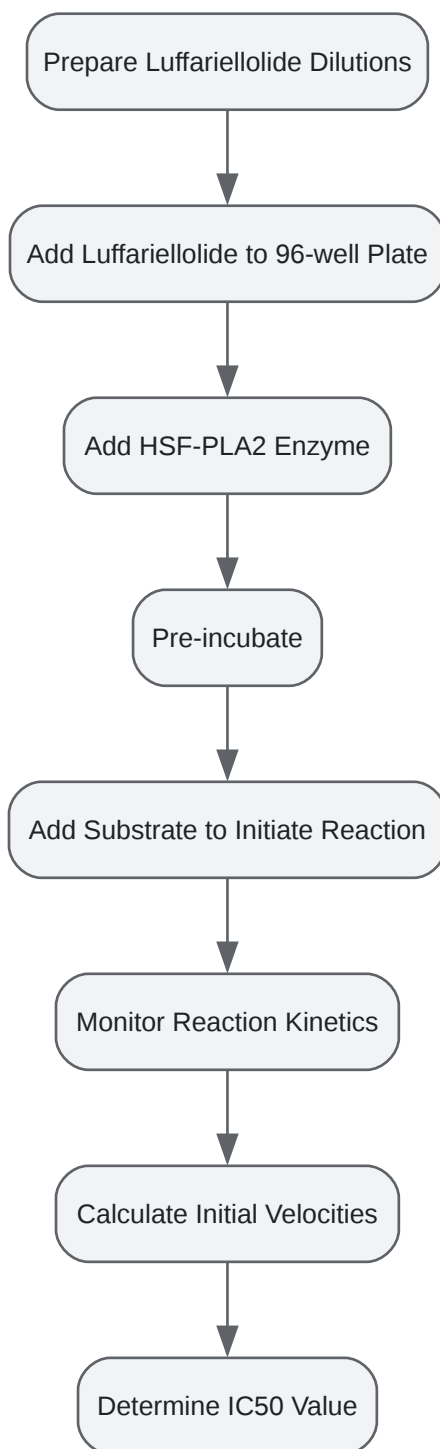 Prepare Luffariellolide Dilutions
Add Luffariellolide to 96-well Plate
Add HSF-PLA2 Enzyme
Pre-incubate
Add Substrate to Initiate Reaction
Monitor Reaction Kinetics
Calculate Initial Velocities
Determine IC50 Value